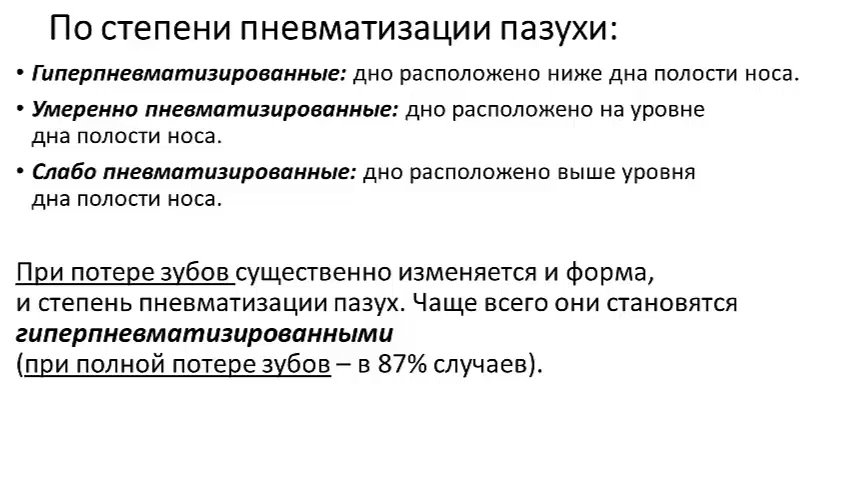 По степени пневматизации пазухи:
• Гиперпневматизированные: дно расположено ниже дна полости носа.
• Умеренно пневматизированные: дно расположено на уровне
дна полости носа.
• Слабо пневматизированные: дно расположено выше уровня
дна полости носа.
При потере зубов существенно изменяется и форма,
и степень пневматизации пазух. Чаще всего они становятся
гиперпневматизированными
(при полной потере зубов – в 87% случаев).